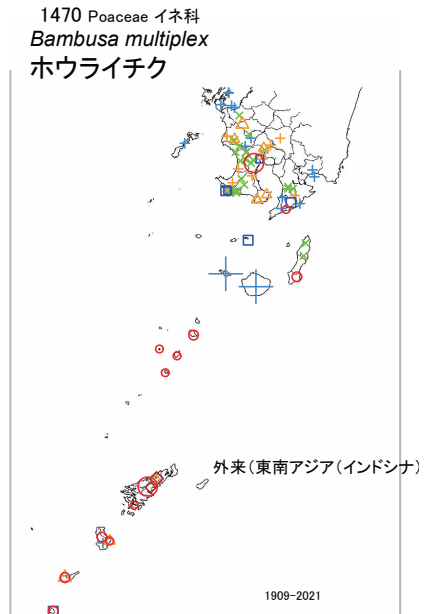 1470 Poaceae イネ科
Bambusa multiplex
ホウライチク
外来(東南アジア(インドシナ)
1909-2021